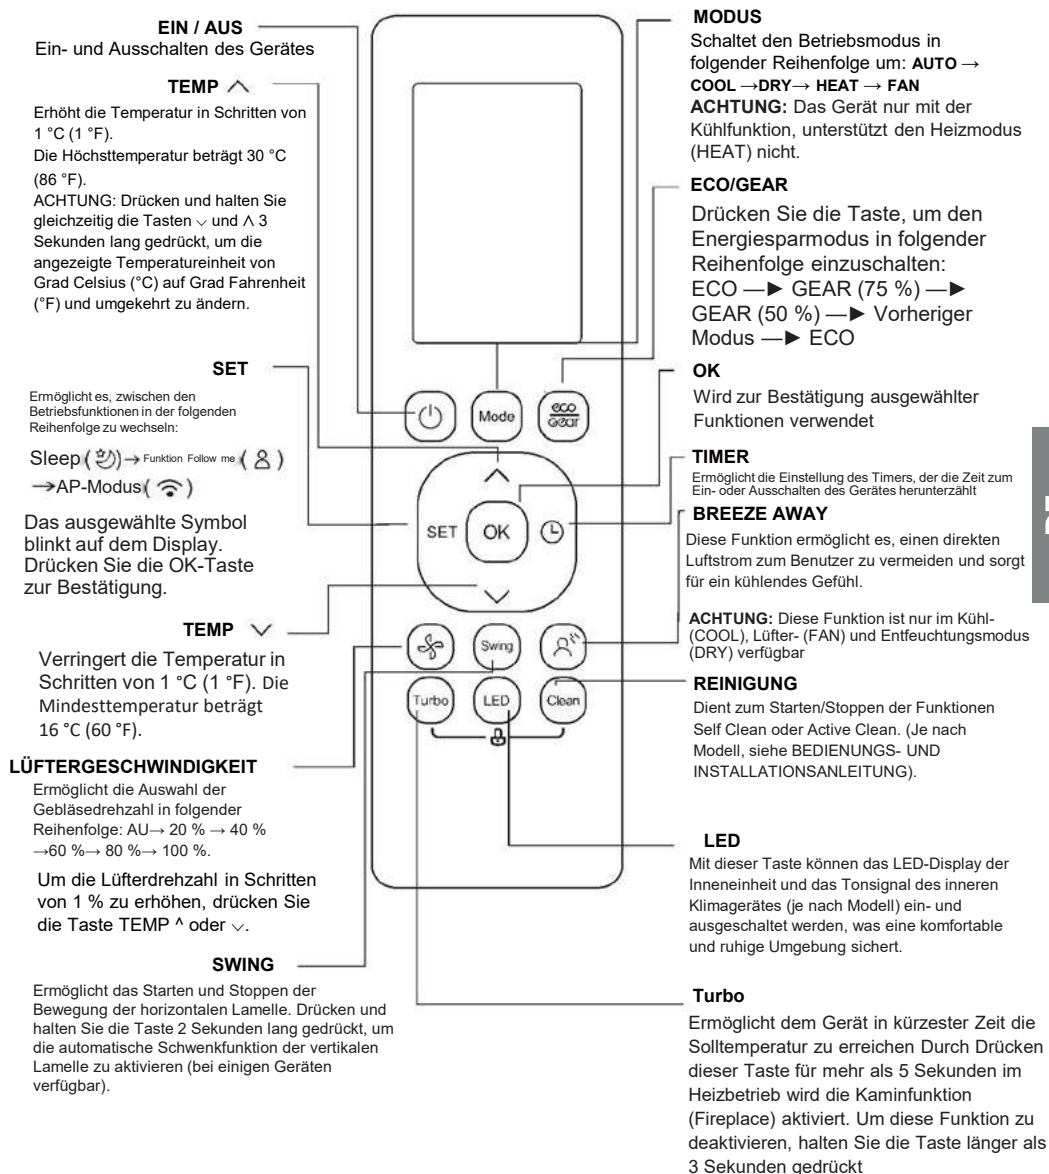 EIN / AUS
Ein- und Ausschalten des Gerätes
TEMP ∧
Erhöht die Temperatur in Schritten von
1 °C (1 °F).
Die Höchsttemperatur beträgt 30 °C
(86 °F).
ACHTUNG: Drücken und halten Sie
gleichzeitig die Tasten ⌵ und Λ 3
Sekunden lang gedrückt, um die
angezeigte Temperatureinheit von
Grad Celsius (°C) auf Grad Fahrenheit
(°F) und umgekehrt zu ändern.
SET
Ermöglicht es, zwischen den
Betriebsfunktionen in der folgenden
Reihenfolge zu wechseln:
Sleep ( ) → Funktion Follow me ( )
→AP-Modus( )
Das ausgewählte Symbol
blinkt auf dem Display.
Drücken Sie die OK-Taste
zur Bestätigung.
TEMP ∨
Verringert die Temperatur in
Schritten von 1 °C (1 °F). Die
Mindesttemperatur beträgt
16 °C (60 °F).
LÜFTERGESCHWINDIGKEIT
Ermöglicht die Auswahl der
Gebläsedrehzahl in folgender
Reihenfolge: AU→ 20 % → 40 %
→60 %→ 80 %→ 100 %.
Um die Lüfterdrehzahl in Schritten
von 1 % zu erhöhen, drücken Sie
die Taste TEMP ^ oder ⌵.
SWING
Ermöglicht das Starten und Stoppen der
Bewegung der horizontalen Lamelle. Drücken und
halten Sie die Taste 2 Sekunden lang gedrückt, um
die automatische Schwenkfunktion der vertikalen
Lamelle zu aktivieren (bei einigen Geräten
verfügbar).
Mode
eco
Gear
SET
OK
Swing
Turbo
LED
Clean
MODUS
Schaltet den Betriebsmodus in
folgender Reihenfolge um: AUTO →
COOL →DRY→ HEAT → FAN
ACHTUNG: Das Gerät nur mit der
Kühlfunktion, unterstützt den Heizmodus
(HEAT) nicht.
ECO/GEAR
Drücken Sie die Taste, um den
Energiesparmodus in folgender
Reihenfolge einzuschalten:
ECO —► GEAR (75 %) —►
GEAR (50 %) —► Vorheriger
Modus —► ECO
OK
Wird zur Bestätigung ausgewählter
Funktionen verwendet
TIMER
Ermöglicht die Einstellung des Timers, der die Zeit zum
Ein- oder Ausschalten des Gerätes herunterzählt
BREEZE AWAY
Diese Funktion ermöglicht es, einen direkten
Luftstrom zum Benutzer zu vermeiden und sorgt
für ein kühlendes Gefühl.
ACHTUNG: Diese Funktion ist nur im Kühl-
(COOL), Lüfter- (FAN) und Entfeuchtungsmodus
(DRY) verfügbar
REINIGUNG
Dient zum Starten/Stoppen der Funktionen
Self Clean oder Active Clean. (Je nach
Modell, siehe BEDIENUNGS- UND
INSTALLATIONSANLEITUNG).
LED
Mit dieser Taste können das LED-Display der
Inneneinheit und das Tonsignal des inneren
Klimagerätes (je nach Modell) ein- und
ausgeschaltet werden, was eine komfortable
und ruhige Umgebung sichert.
Turbo
Ermöglicht dem Gerät in kürzester Zeit die
Solltemperatur zu erreichen Durch Drücken
dieser Taste für mehr als 5 Sekunden im
Heizbetrieb wird die Kaminfunktion
(Fireplace) aktiviert. Um diese Funktion zu
deaktivieren, halten Sie die Taste länger als
3 Sekunden gedrückt